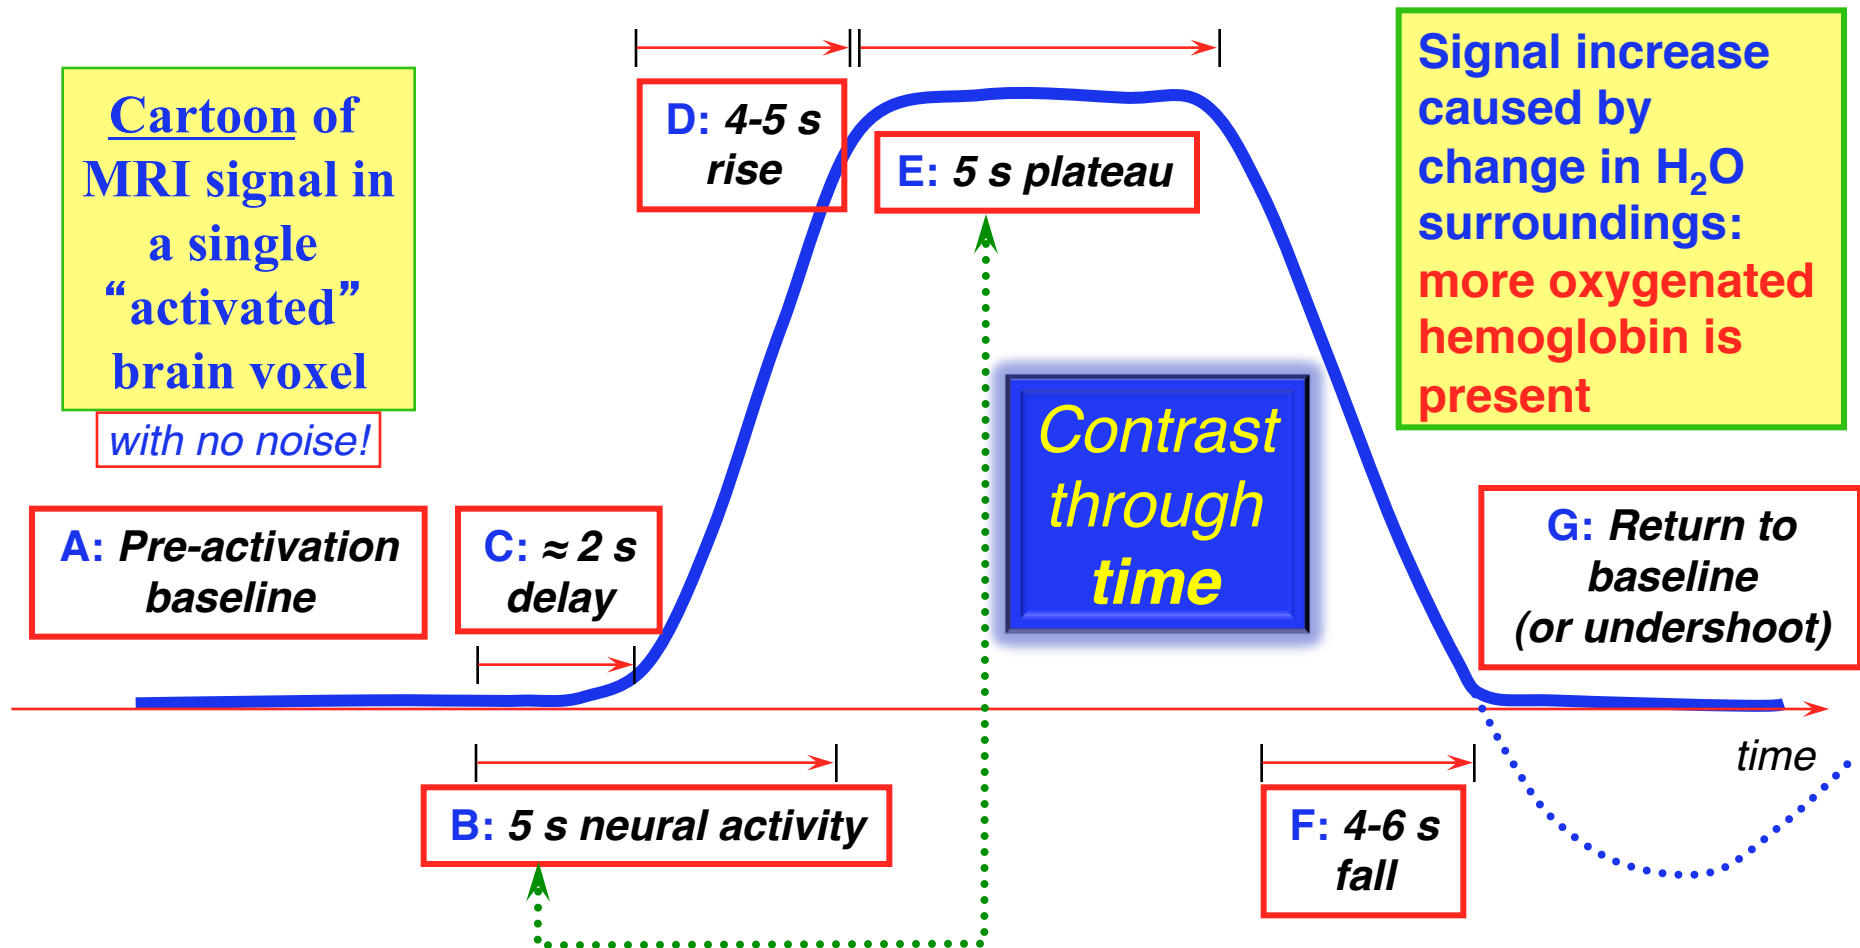 Cartoon of
MRI signal in
a single
“activated”
brain voxel
with no noise!
D: 4-5 s
rise
E: 5 s plateau
Signal increase
caused by
change in H₂O
surroundings:
more oxygenated
hemoglobin is
present
Contrast
through
time
A: Pre-activation
baseline
C: ≈ 2 s
delay
G: Return to
baseline
(or undershoot)
time
B: 5 s neural activity
F: 4-6 s
fall